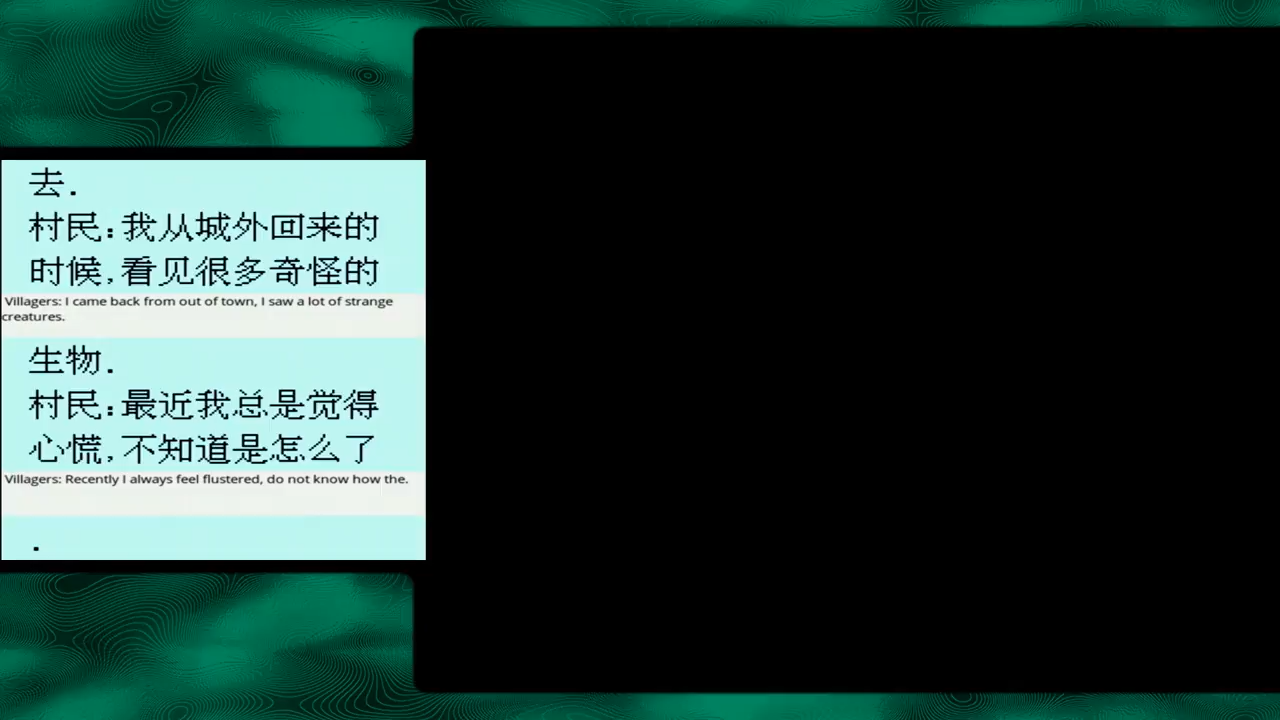 去.
村民:我从城外回来的
时候,看见很多奇怪的
Villagers: I came back from out of town, I saw a lot of strange
creatures.
生物.
村民:最近我总是觉得
心慌,不知道是怎么了
Villagers: Recently I always feel flustered, do not know how the.
.